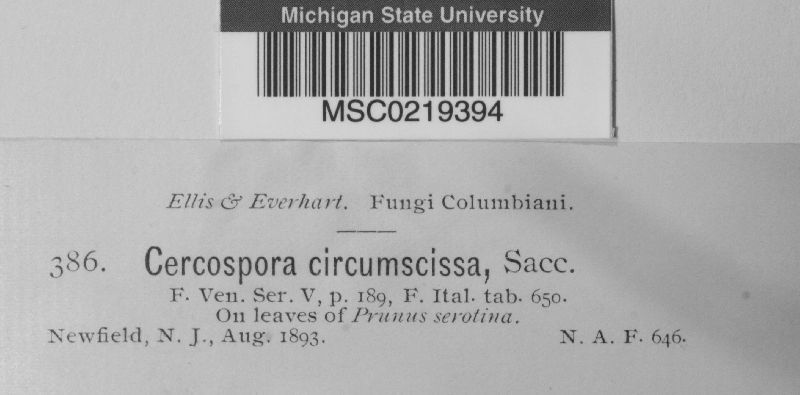 Michigan State University
MSC0219394
Ellis & Everhart. Fungi Columbiani.
386. Cercospora circumscissa, Sacc.
F. Ven. Ser. V, p. 189, F. Ital. tab. 650.
On leaves of Prunus serotina.
Newfield, N. J., Aug. 1893. N. A. F. 646.